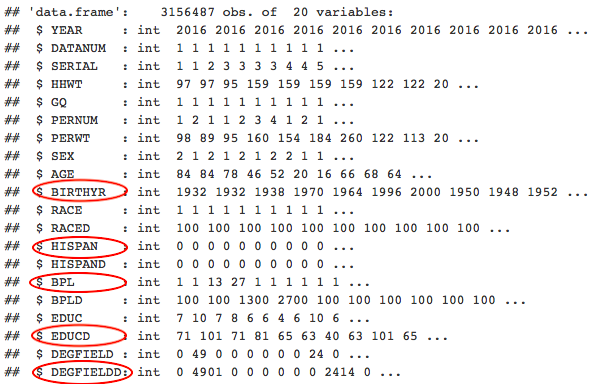 ## 'data.frame': 3156487 obs. of 20 variables:
## $ YEAR : int 2016 2016 2016 2016 2016 2016 2016 2016 2016 2016 ...
## $ DATANUM : int 1 1 1 1 1 1 1 1 1 1 ...
## $ SERIAL : int 1 1 2 3 3 3 3 4 4 5 ...
## $ HHWT : int 97 97 95 159 159 159 159 122 122 20 ...
## $ GQ : int 1 1 1 1 1 1 1 1 1 1 ...
## $ PERNUM : int 1 2 1 1 2 3 4 1 2 1 ...
## $ PERWT : int 98 89 95 160 154 184 260 122 113 20 ...
## $ SEX : int 2 1 2 1 2 1 2 2 1 1 ...
## $ AGE : int 84 84 78 46 52 20 16 66 68 64 ...
## $ BIRTHYR : int 1932 1932 1938 1970 1964 1996 2000 1950 1948 1952 ...
## $ RACE : int 1 1 1 1 1 1 1 1 1 1 ...
## $ RACED : int 100 100 100 100 100 100 100 100 100 100 ...
## $ HISPAN : int 0 0 0 0 0 0 0 0 0 0 ...
## $ HISPAND : int 0 0 0 0 0 0 0 0 0 0 ...
## $ BPL : int 1 1 13 27 1 1 1 1 1 1 ...
## $ BPLD : int 100 100 1300 2700 100 100 100 100 100 100 ...
## $ EDUC : int 7 10 7 8 6 6 4 6 10 6 ...
## $ EDUCD : int 71 101 71 81 65 63 40 63 101 65 ...
## $ DEGFIELD : int 0 49 0 0 0 0 0 0 24 0 ...
## $ DEGFIELDD: int 0 4901 0 0 0 0 0 0 2414 0 ...